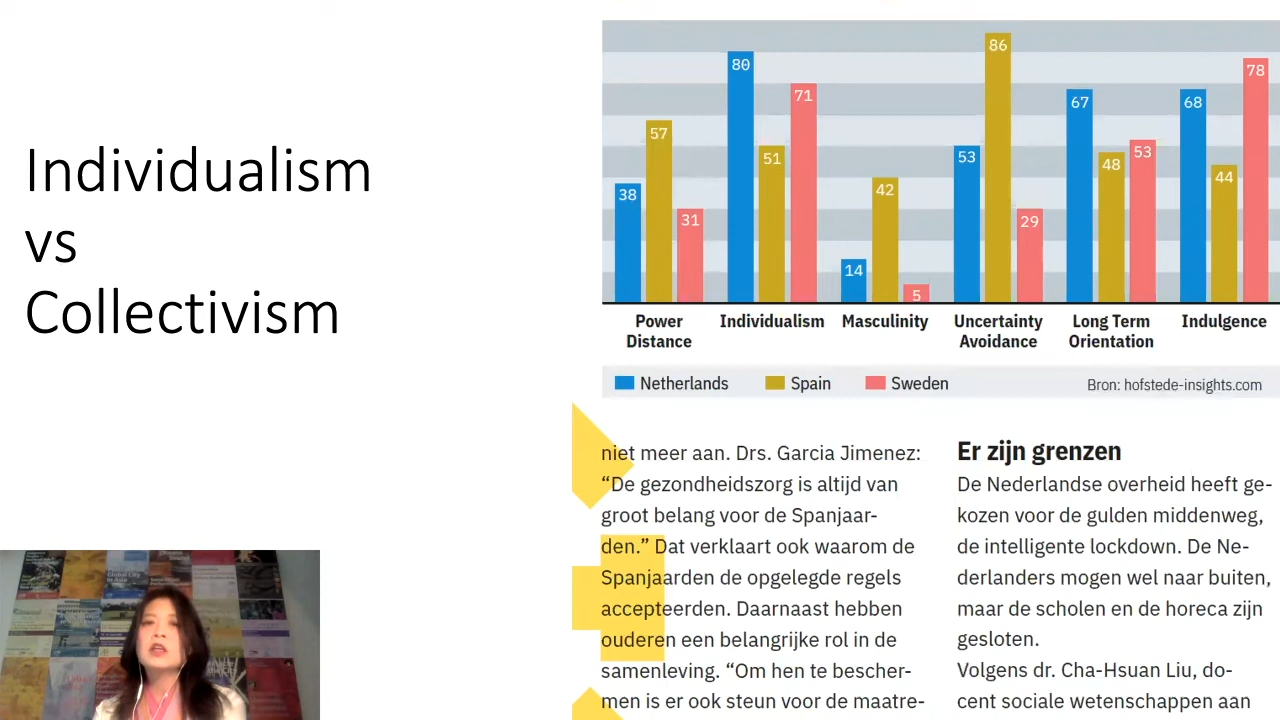 Individualism
vs
Collectivism
38
57
31
80
51
71
14
42
5
53
86
29
67
48
53
68
44
78
Power
Distance
Individualism
Masculinity
Uncertainty
Avoidance
Long Term
Orientation
Indulgence
Netherlands
Spain
Sweden
Bron: hofstede-insights.com
niet meer aan. Drs. Garcia Jimenez:
“De gezondheidszorg is altijd van
groot belang voor de Spanjaar-
den.” Dat verklaart ook waarom de
Spanjaarden de opgelegde regels
accepteerden. Daarnaast hebben
ouderen een belangrijke rol in de
samenleving. “Om hen te bescher-
men is er ook steun voor de maatre-
Er zijn grenzen
De Nederlandse overheid heeft ge-
kozen voor de gulden middenweg,
de intelligente lockdown. De Ne-
derlanders mogen wel naar buiten,
maar de scholen en de horeca zijn
gesloten.
Volgens dr. Cha-Hsuan Liu, do-
cent sociale wetenschappen aan
Global City
in Asia